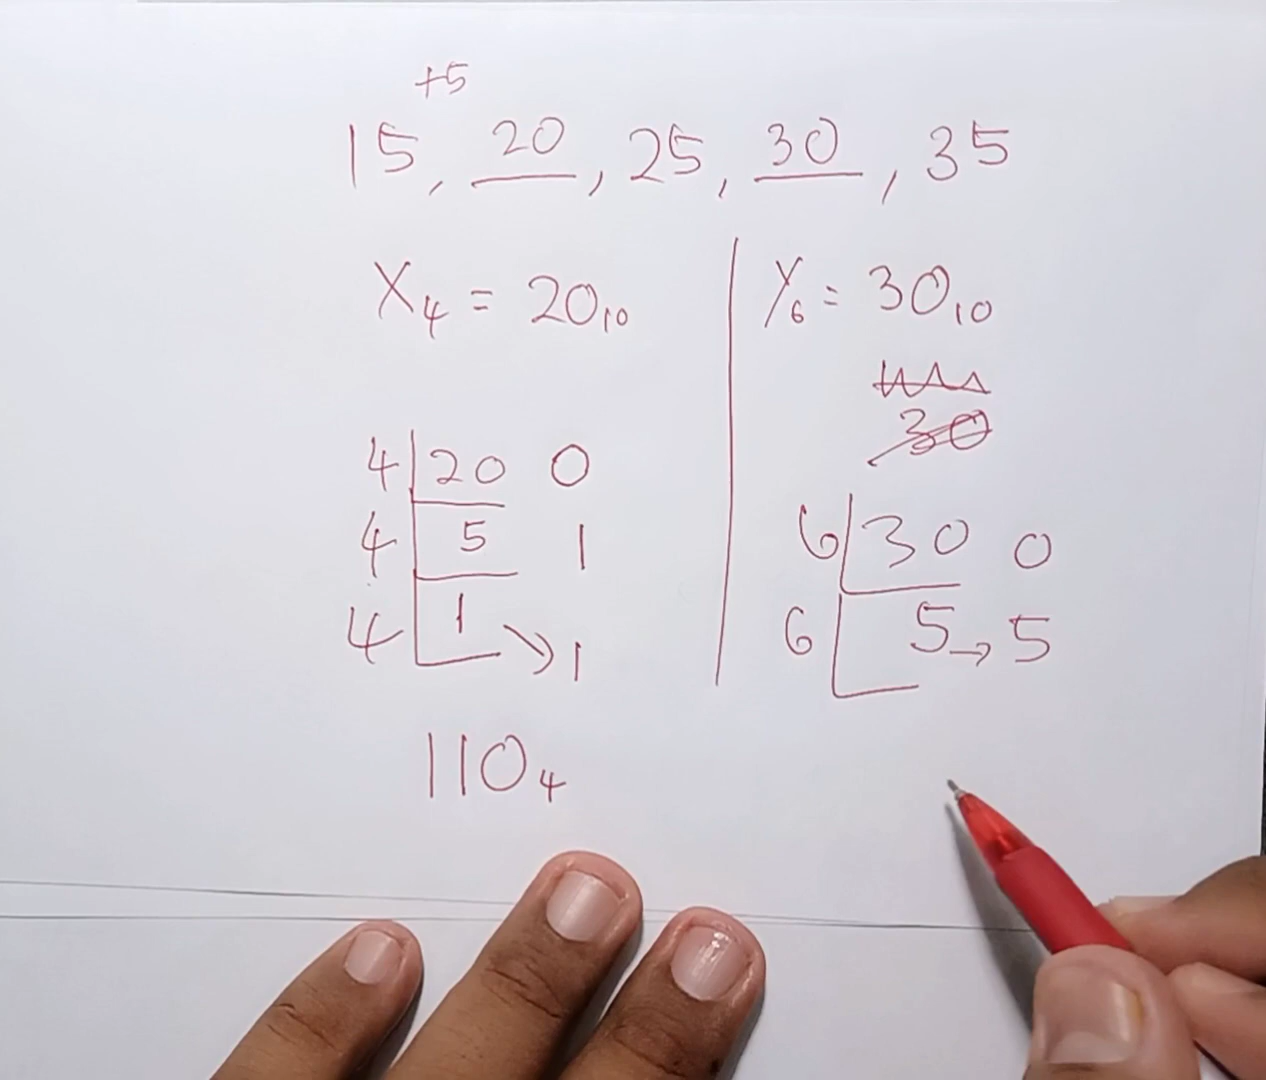 +5
15, 20, 25, 30, 35
X₄ = 20₁₀
4 20 0
4 5 1
4 1 → 1
110₄
Y₆ = 30₁₀
30
6 30 0
6 5 → 5